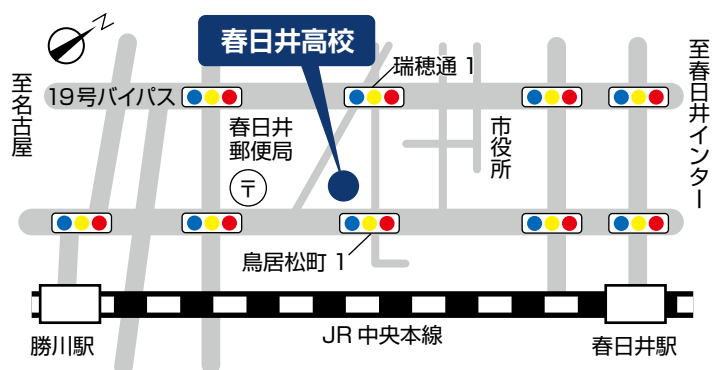 N
春日井高校
至名古屋
19号バイパス
瑞穂通 1
至春日井インター
春日井
郵便局
〒
市役所
鳥居松町 1
JR 中央本線
勝川駅
春日井駅